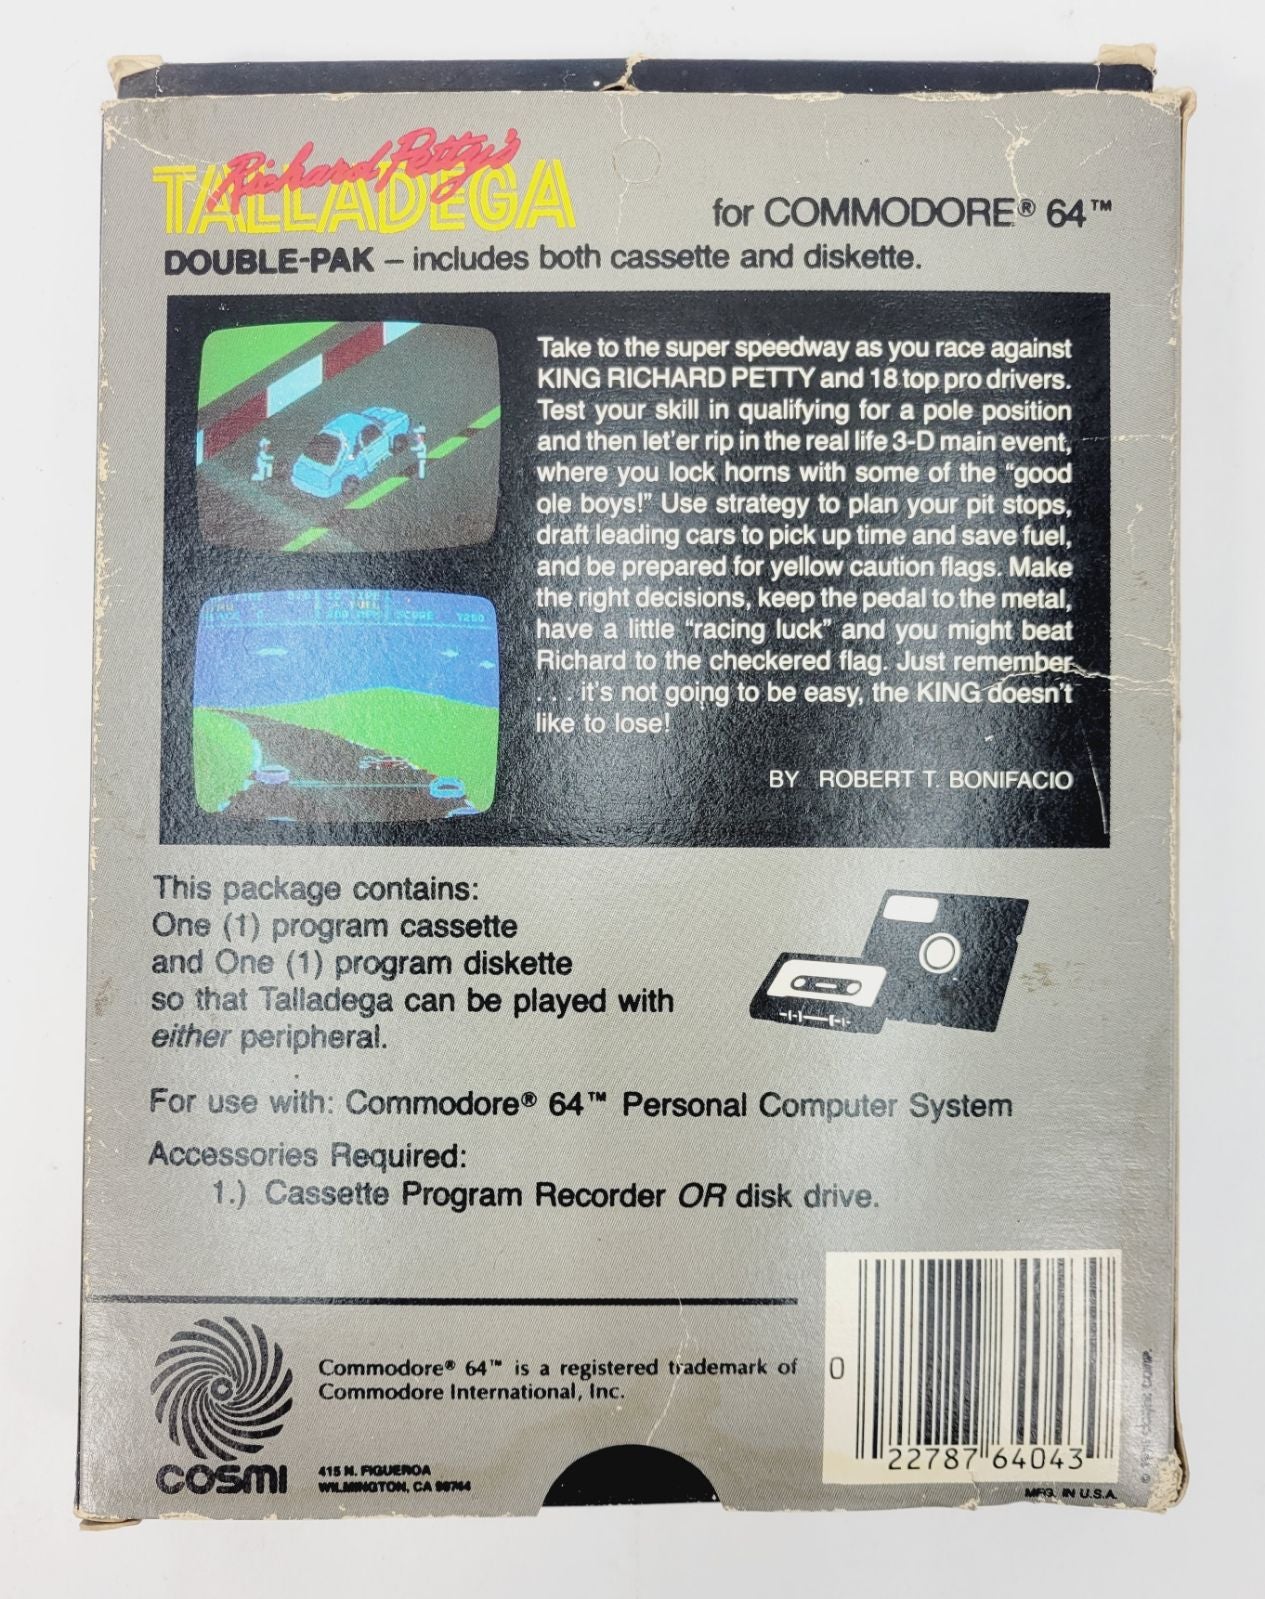 Richard Petty's
TALLADEGA
for COMMODORE® 64™
DOUBLE-PAK – includes both cassette and diskette.
Take to the super speedway as you race against
KING RICHARD PETTY and 18 top pro drivers.
Test your skill in qualifying for a pole position
and then let'er rip in the real life 3-D main event,
where you lock horns with some of the "good
ole boys!" Use strategy to plan your pit stops,
draft leading cars to pick up time and save fuel,
and be prepared for yellow caution flags. Make
the right decisions, keep the pedal to the metal,
have a little "racing luck" and you might beat
Richard to the checkered flag. Just remember
. . . it's not going to be easy, the KING doesn't
like to lose!
BY ROBERT T. BONIFACIO
SCORE 7250
This package contains:
One (1) program cassette
and One (1) program diskette
so that Talladega can be played with
either peripheral.
For use with: Commodore® 64™ Personal Computer System
Accessories Required:
1.) Cassette Program Recorder OR disk drive.
Commodore® 64™ is a registered trademark of
Commodore International, Inc.
COSMI
415 N. FIGUEROA
WILMINGTON, CA 90744
0
22787 64043
MFG. IN U.S.A.